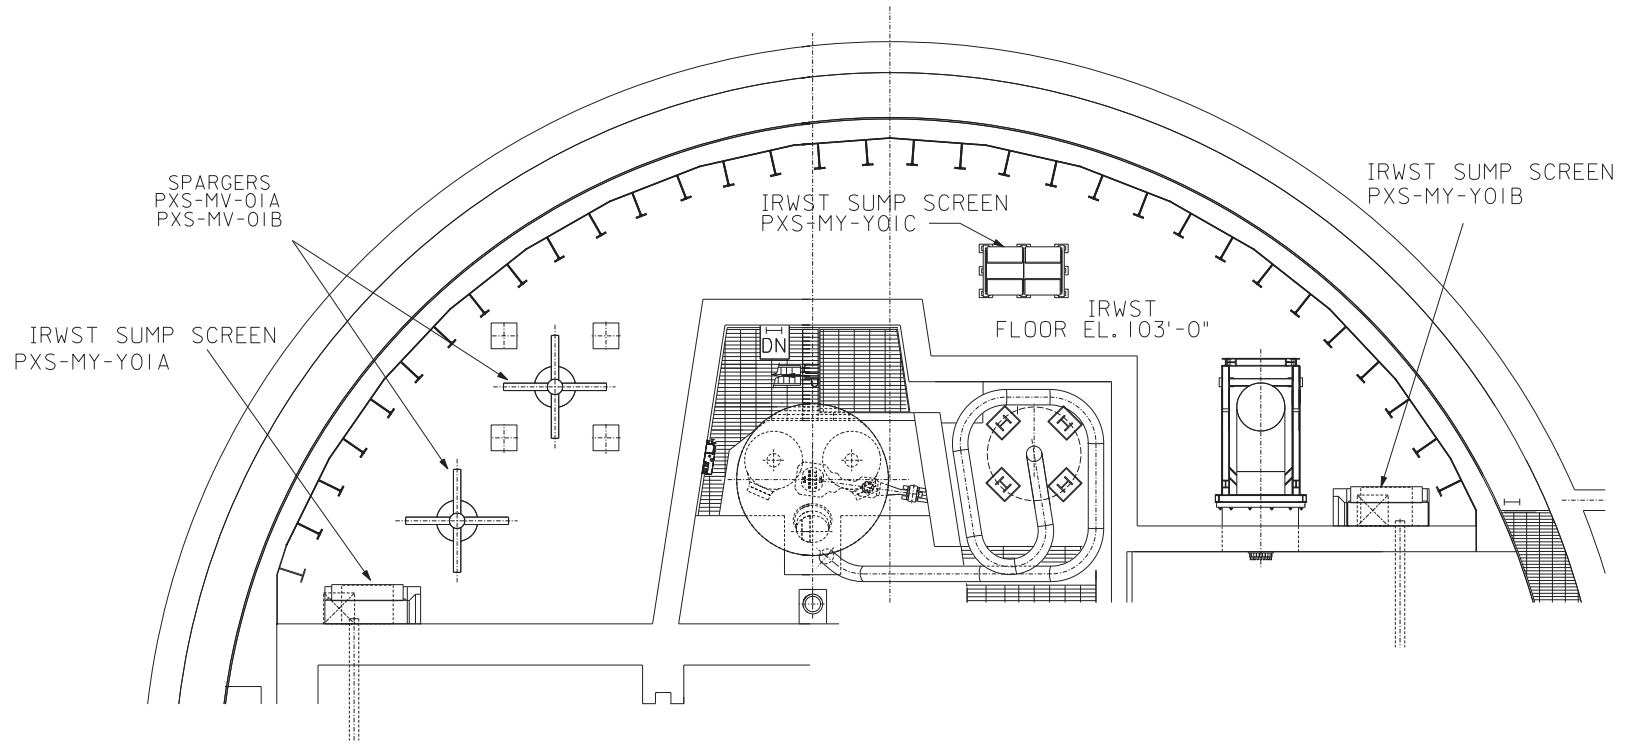 SPARGERS
PXS-MV-01A
PXS-MV-01B
IRWST SUMP SCREEN
PXS-MY-Y01A
IRWST SUMP SCREEN
PXS-MY-Y01C
IRWST SUMP SCREEN
PXS-MY-Y01B
IRWST
FLOOR EL. 103'-0"
DN